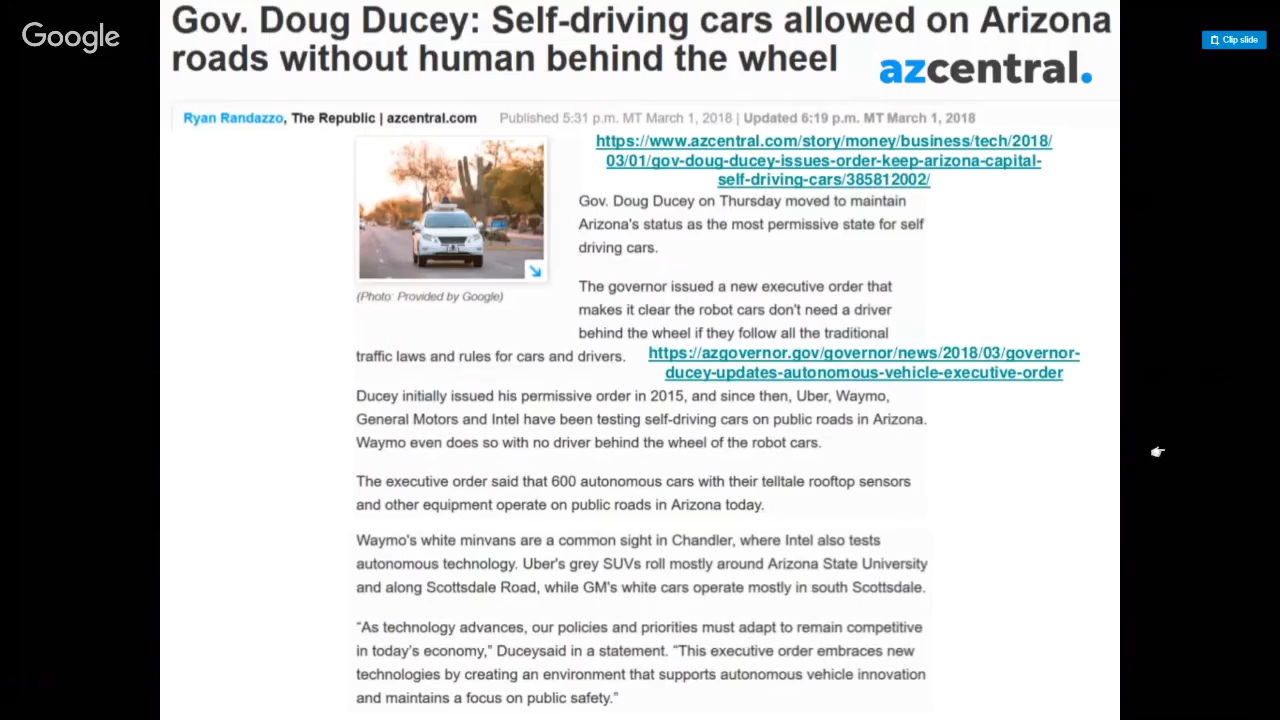 Google
Clip slide
Gov. Doug Ducey: Self-driving cars allowed on Arizona
roads without human behind the wheel
azcentral.
Ryan Randazzo, The Republic | azcentral.com Published 5:31 p.m. MT March 1, 2018 | Updated 6:19 p.m. MT March 1, 2018
https://www.azcentral.com/story/money/business/tech/2018/
03/01/gov-doug-ducey-issues-order-keep-arizona-capital-
self-driving-cars/385812002/
(Photo: Provided by Google)
Gov. Doug Ducey on Thursday moved to maintain
Arizona's status as the most permissive state for self
driving cars.
The governor issued a new executive order that
makes it clear the robot cars don't need a driver
behind the wheel if they follow all the traditional
traffic laws and rules for cars and drivers.
https://azgovernor.gov/governor/news/2018/03/governor-
ducey-updates-autonomous-vehicle-executive-order
Ducey initially issued his permissive order in 2015, and since then, Uber, Waymo,
General Motors and Intel have been testing self-driving cars on public roads in Arizona.
Waymo even does so with no driver behind the wheel of the robot cars.
The executive order said that 600 autonomous cars with their telltale rooftop sensors
and other equipment operate on public roads in Arizona today.
Waymo's white minvans are a common sight in Chandler, where Intel also tests
autonomous technology. Uber's grey SUVs roll mostly around Arizona State University
and along Scottsdale Road, while GM's white cars operate mostly in south Scottsdale.
“As technology advances, our policies and priorities must adapt to remain competitive
in today’s economy,” Duceysaid in a statement. “This executive order embraces new
technologies by creating an environment that supports autonomous vehicle innovation
and maintains a focus on public safety.”